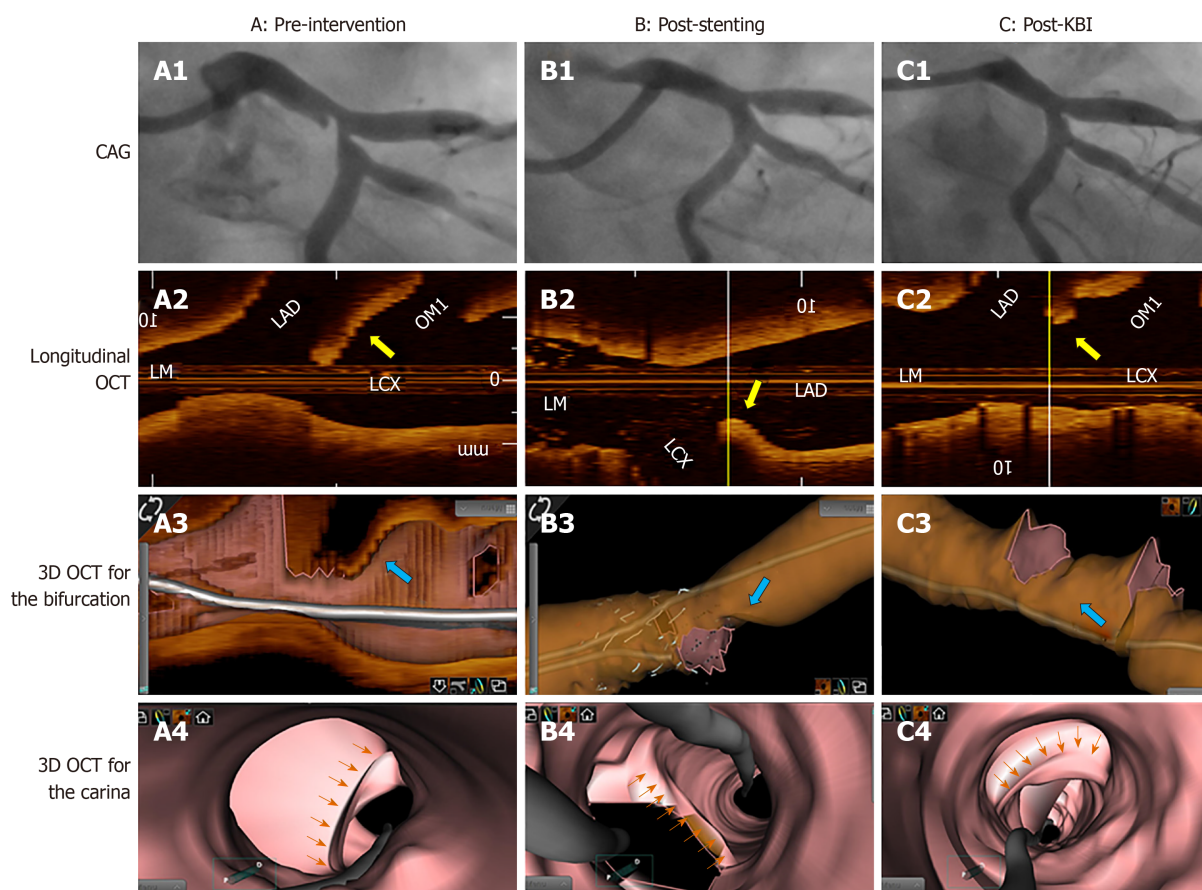 A: Pre-intervention
B: Post-stenting
C: Post-KBI
CAG
A1
B1
C1
Longitudinal
OCT
A2
LAD
OM1
10
LM
LCX
0
mm
B2
10
LM
LAD
LCX
C2
LAD
OM1
LM
LCX
10
3D OCT for
the bifurcation
A3
B3
C3
3D OCT for
the carina
A4
B4
C4